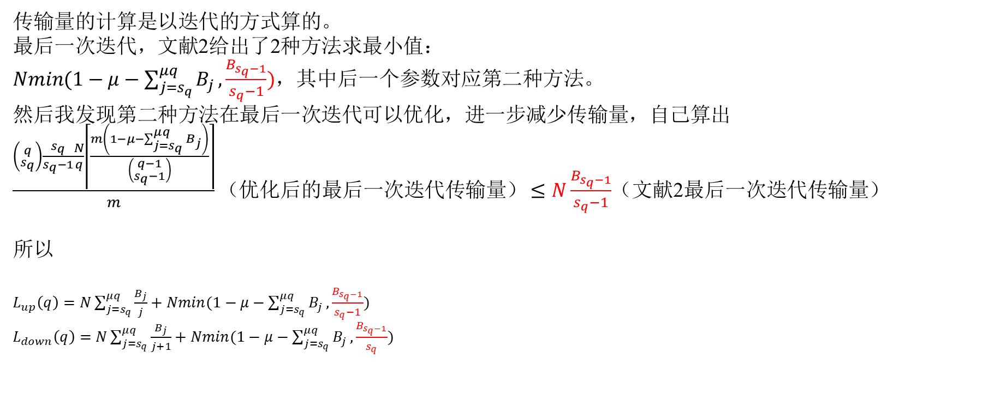 传输量的计算是以迭代的方式算的。
最后一次迭代，文献2给出了2种方法求最小值：
$Nmin(1-\mu-\sum_{j=s_q}^{\mu q} B_j, \frac{B_{s_q-1}}{s_q-1})$，其中后一个参数对应第二种方法。
然后我发现第二种方法在最后一次迭代可以优化，进一步减少传输量，自己算出
$\frac{\binom{q}{s_q}\frac{s_q}{s_q-1}\frac{N}{q}\left\lceil\frac{m\left(1-\mu-\sum_{j=s_q}^{\mu q} B_j\right)}{\binom{q-1}{s_q-1}}\right\rceil}{m}$（优化后的最后一次迭代传输量）$\leq N\frac{B_{s_q-1}}{s_q-1}$（文献2最后一次迭代传输量）
所以
$L_{up}(q)=N\sum_{j=s_q}^{\mu q}\frac{B_j}{j}+Nmin(1-\mu-\sum_{j=s_q}^{\mu q} B_j, \frac{B_{s_q-1}}{s_q-1})$
$L_{down}(q)=N\sum_{j=s_q}^{\mu q}\frac{B_j}{j+1}+Nmin(1-\mu-\sum_{j=s_q}^{\mu q} B_j, \frac{B_{s_q-1}}{s_q})$